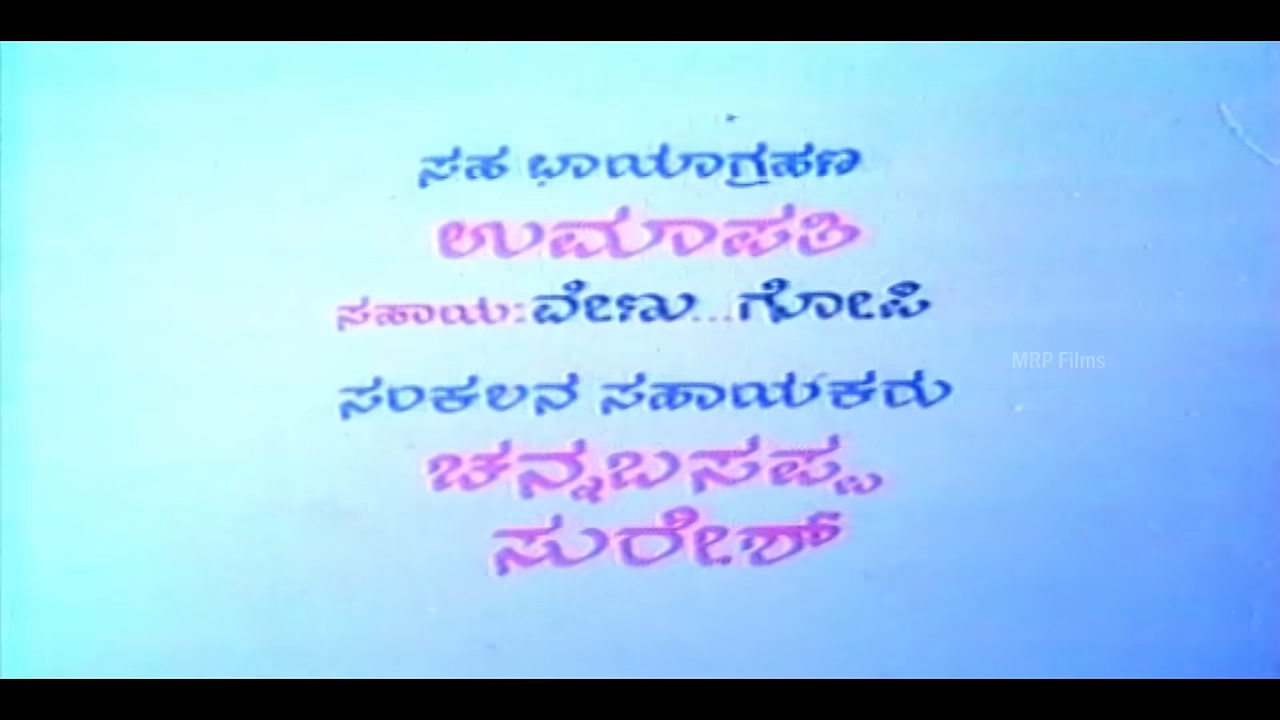 ಸಹ ಛಾಯಾಗ್ರಹಣ
ಉಮಾಪತಿ
ಸಹಾಯ: ವೇಣು...ಗೋಪಿ
MRP Films
ಸಂಕಲನ ಸಹಾಯಕರು
ಚನ್ನಬಸಪ್ಪ
ಸುರೇಶ್